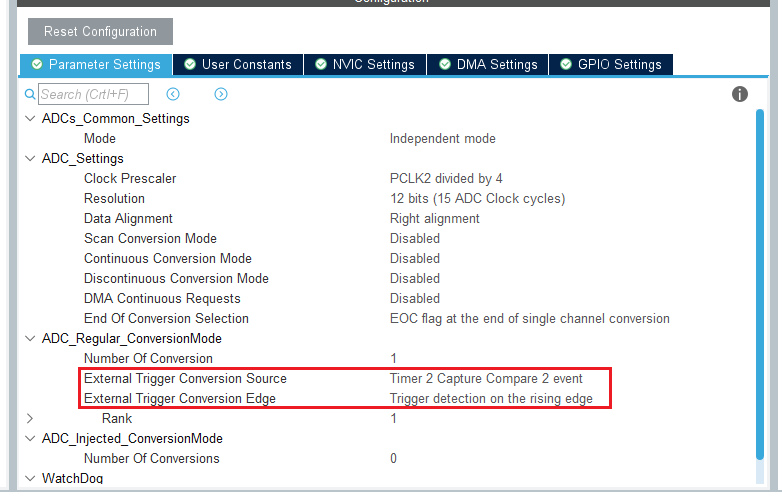 Configuration
Reset Configuration
Parameter Settings User Constants NVIC Settings DMA Settings GPIO Settings
Search (Crtl+F)
ADCs_Common_Settings
Mode Independent mode
ADC_Settings
Clock Prescaler PCLK2 divided by 4
Resolution 12 bits (15 ADC Clock cycles)
Data Alignment Right alignment
Scan Conversion Mode Disabled
Continuous Conversion Mode Disabled
Discontinuous Conversion Mode Disabled
DMA Continuous Requests Disabled
End Of Conversion Selection EOC flag at the end of single channel conversion
ADC_Regular_ConversionMode
Number Of Conversion 1
External Trigger Conversion Source Timer 2 Capture Compare 2 event
External Trigger Conversion Edge Trigger detection on the rising edge
Rank 1
ADC_Injected_ConversionMode
Number Of Conversions 0
WatchDog